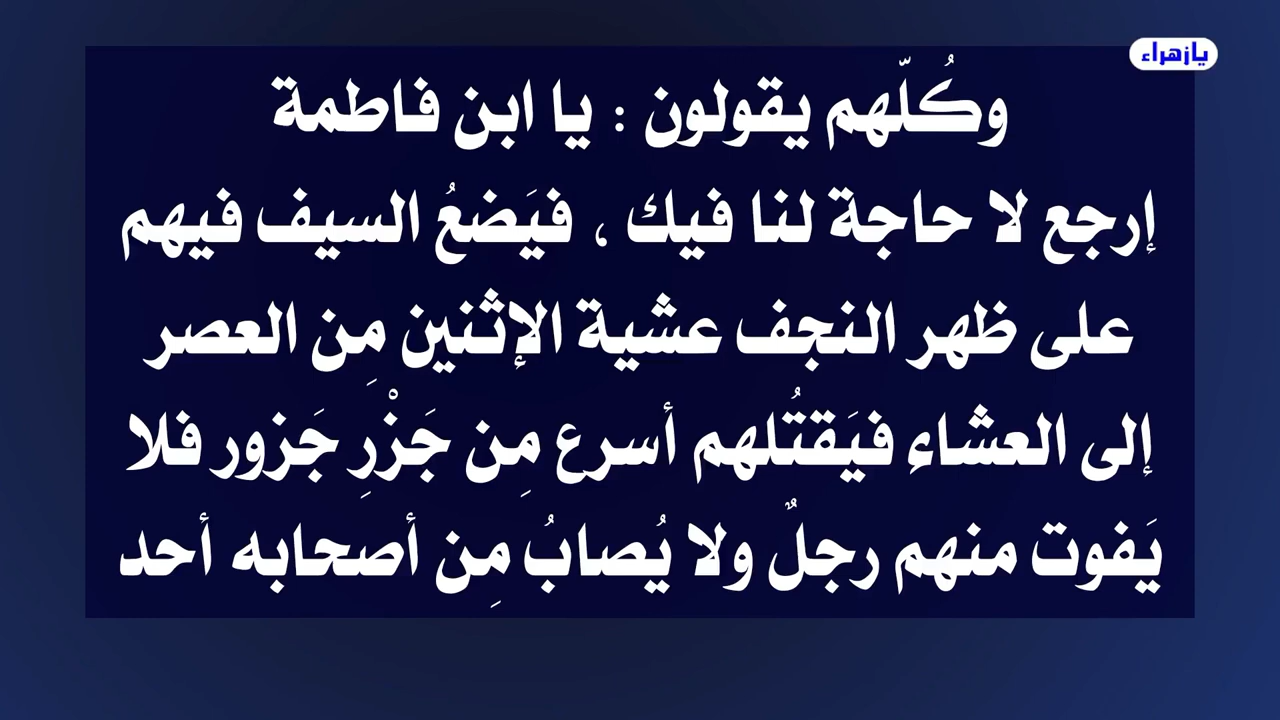 يازهراء
وكُلّهم يقولون : يا ابن فاطمة
إرجع لا حاجة لنا فيك ، فيَضعُ السيف فيهم
على ظهر النجف عشية الإثنين مِن العصر
إلى العشاءِ فيَقتُلهم أسرع مِن جَزْرِ جَزور فلا
يَفوت منهم رجلٌ ولا يُصابُ مِن أصحابه أحد